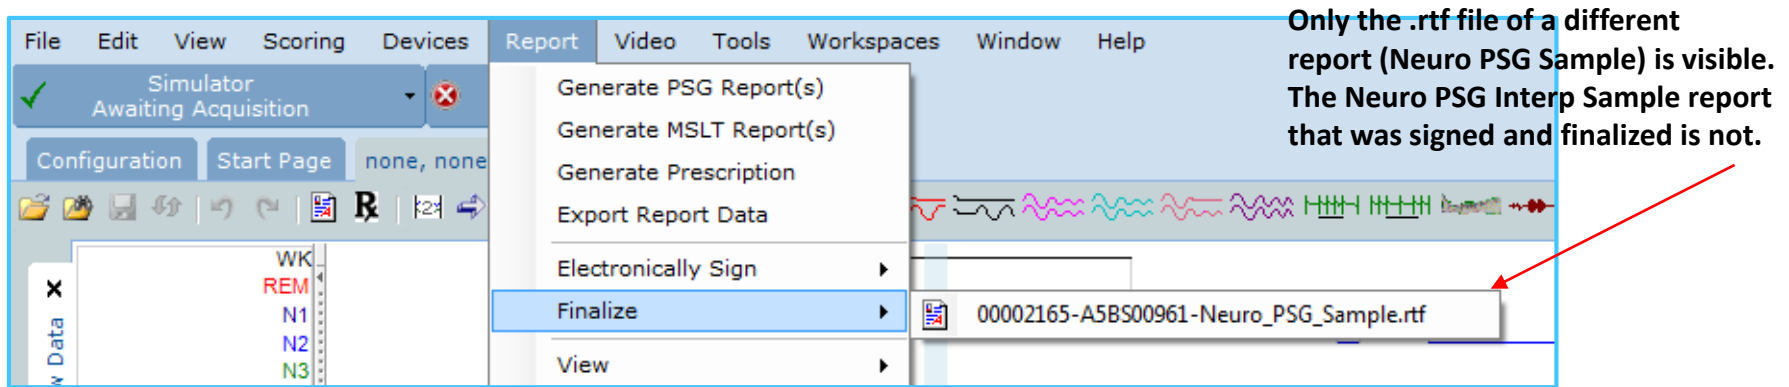 Only the .rtf file of a different
report (Neuro PSG Sample) is visible.
The Neuro PSG Interp Sample report
that was signed and finalized is not.
File Edit View Scoring Devices Report Video Tools Workspaces Window Help
Simulator
Awaiting Acquisition
Configuration Start Page none, none
Generate PSG Report(s)
Generate MSLT Report(s)
Generate Prescription
Export Report Data
Electronically Sign
Finalize
View
00002165-A5BS00961-Neuro_PSG_Sample.rtf
WK
REM
N1
N2
N3
Data